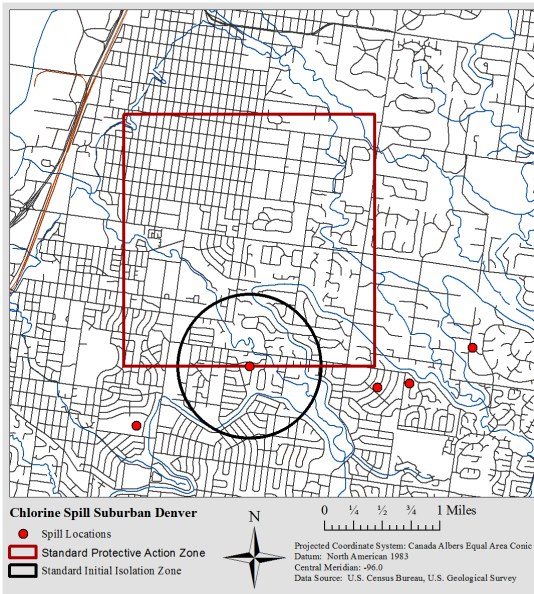 Chlorine Spill Suburban Denver
Spill Locations
Standard Protective Action Zone
Standard Initial Isolation Zone
N
0 ¼ ½ ¾ 1 Miles
Projected Coordinate System: Canada Albers Equal Area Conic
Datum: North American 1983
Central Meridian: -96.0
Data Source: U.S. Census Bureau, U.S. Geological Survey